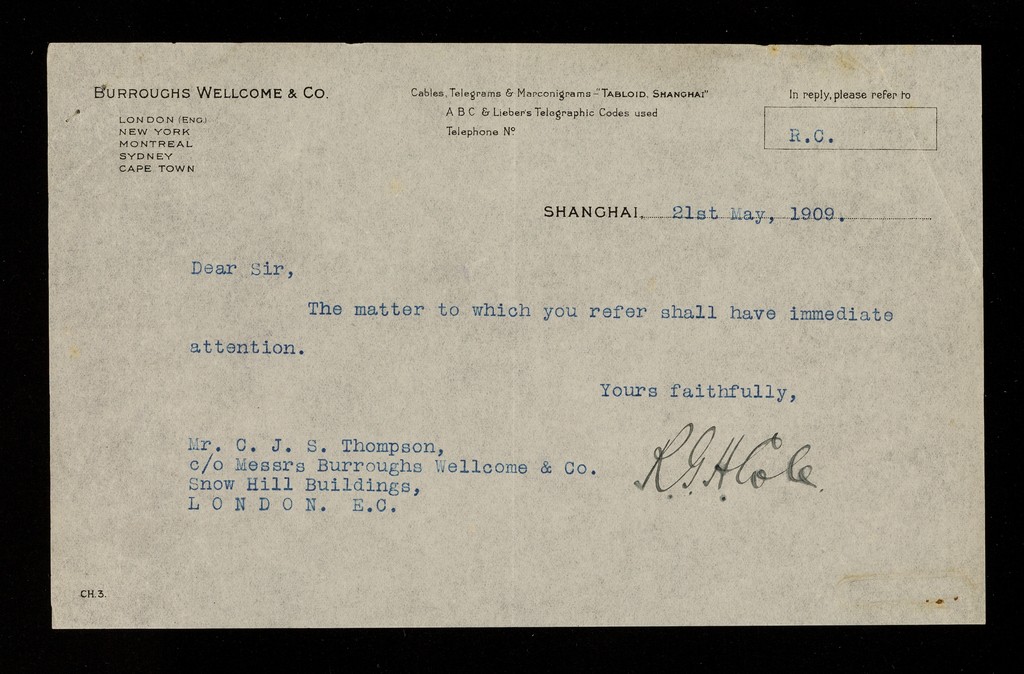 BURROUGHS WELLCOME & CO.
LONDON (ENG.)
NEW YORK
MONTREAL
SYDNEY
CAPE TOWN
Cables, Telegrams & Marconigrams-"TABLOID, SHANGHAI"
A B C & Lieber's Telegraphic Codes used
Telephone Nº
In reply, please refer to
R.C.
SHANGHAI, 21st May, 1909.
Dear Sir,
The matter to which you refer shall have immediate
attention.
Yours faithfully,
R G H Cole
Mr. C. J. S. Thompson,
c/o Messrs Burroughs Wellcome & Co.
Snow Hill Buildings,
L O N D O N. E.C.
CH.3.